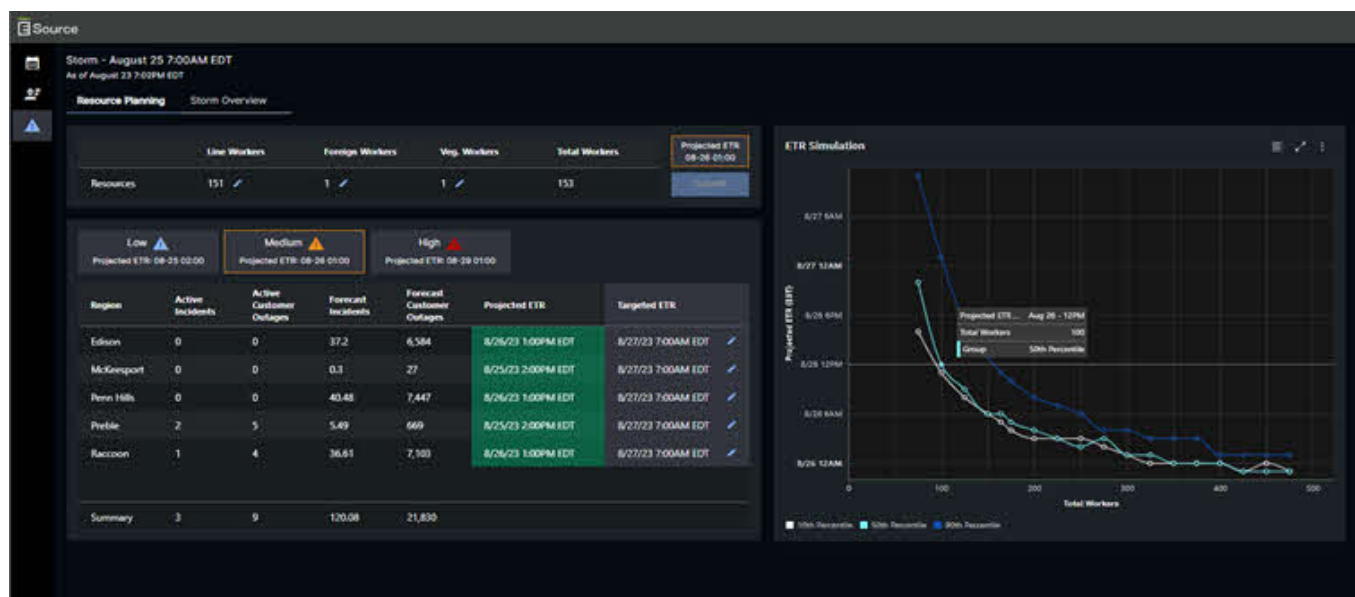 E Source
Storm - August 25 7:00AM EDT
As of August 23 7:02PM EDT
Resource Planning Storm Overview
Line Workers Foreign Workers Veg. Workers Total Workers Projected ETR
08-26 01:00
Resources 151 1 1 153 Submit
Low Medium High
Projected ETR: 08-25 02:00 Projected ETR: 08-26 01:00 Projected ETR: 08-29 01:00
Region Active Incidents Active Customer Outages Forecast Incidents Forecast Customer Outages Projected ETR Targeted ETR
Edison 0 0 37.2 6,584 8/26/23 1:00PM EDT 8/27/23 7:00AM EDT
McKeesport 0 0 0.3 27 8/25/23 2:00PM EDT 8/27/23 7:00AM EDT
Penn Hills 0 0 40.48 7,447 8/26/23 1:00PM EDT 8/27/23 7:00AM EDT
Preble 2 5 5.49 669 8/25/23 2:00PM EDT 8/27/23 7:00AM EDT
Raccoon 1 4 36.61 7,103 8/26/23 1:00PM EDT 8/27/23 7:00AM EDT
Summary 3 9 120.08 21,830
ETR Simulation
Projected ETR (EST)
8/27 6AM
8/27 12AM
8/26 6PM
8/26 12PM
8/26 6AM
8/26 12AM
Projected ETR ... Aug 26 - 12PM
Total Workers 100
Group 50th Percentile
0 100 200 300 400 500
Total Workers
10th Percentile 50th Percentile 90th Percentile